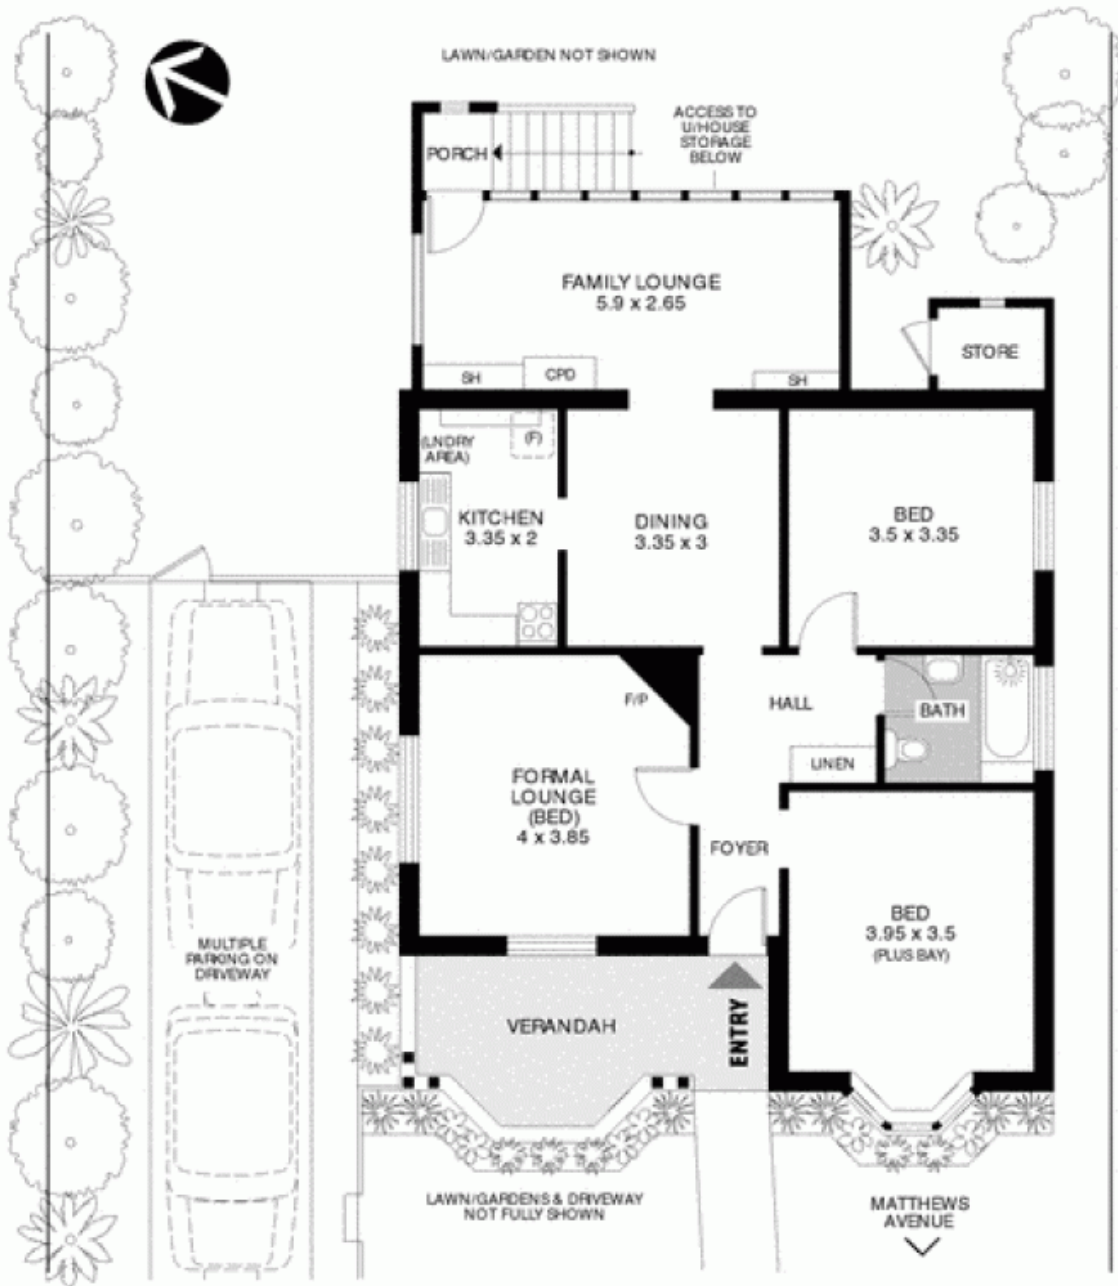 LAWN/GARDEN NOT SHOWN
ACCESS TO
U/HOUSE
STORAGE
BELOW
PORCH
FAMILY LOUNGE
5.9 x 2.65
STORE
SH
CPD
SH
(LNDRY
AREA)
(F)
KITCHEN
3.35 x 2
DINING
3.35 x 3
BED
3.5 x 3.35
F/P
HALL
BATH
LINEN
FORMAL
LOUNGE
(BED)
4 x 3.85
FOYER
BED
3.95 x 3.5
(PLUS BAY)
MULTIPLE
PARKING ON
DRIVEWAY
VERANDAH
ENTRY
LAWN/GARDENS & DRIVEWAY
NOT FULLY SHOWN
MATTHEWS
AVENUE